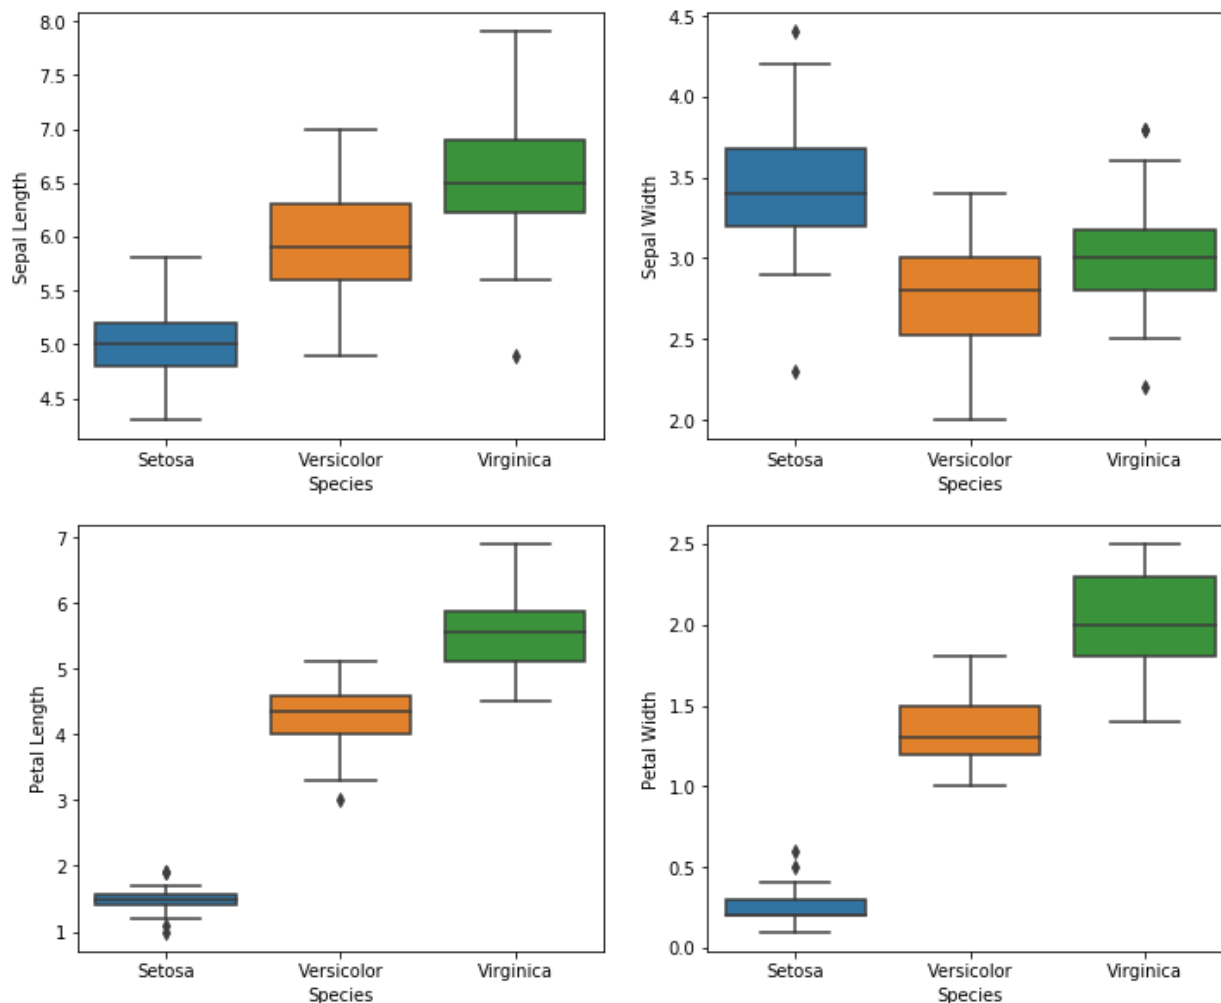 8.0
7.5
7.0
6.5
6.0
5.5
5.0
4.5
Sepal Length
Setosa Versicolor Virginica
Species
4.5
4.0
3.5
3.0
2.5
2.0
Sepal Width
Setosa Versicolor Virginica
Species
7
6
5
4
3
2
1
Petal Length
Setosa Versicolor Virginica
Species
2.5
2.0
1.5
1.0
0.5
0.0
Petal Width
Setosa Versicolor Virginica
Species